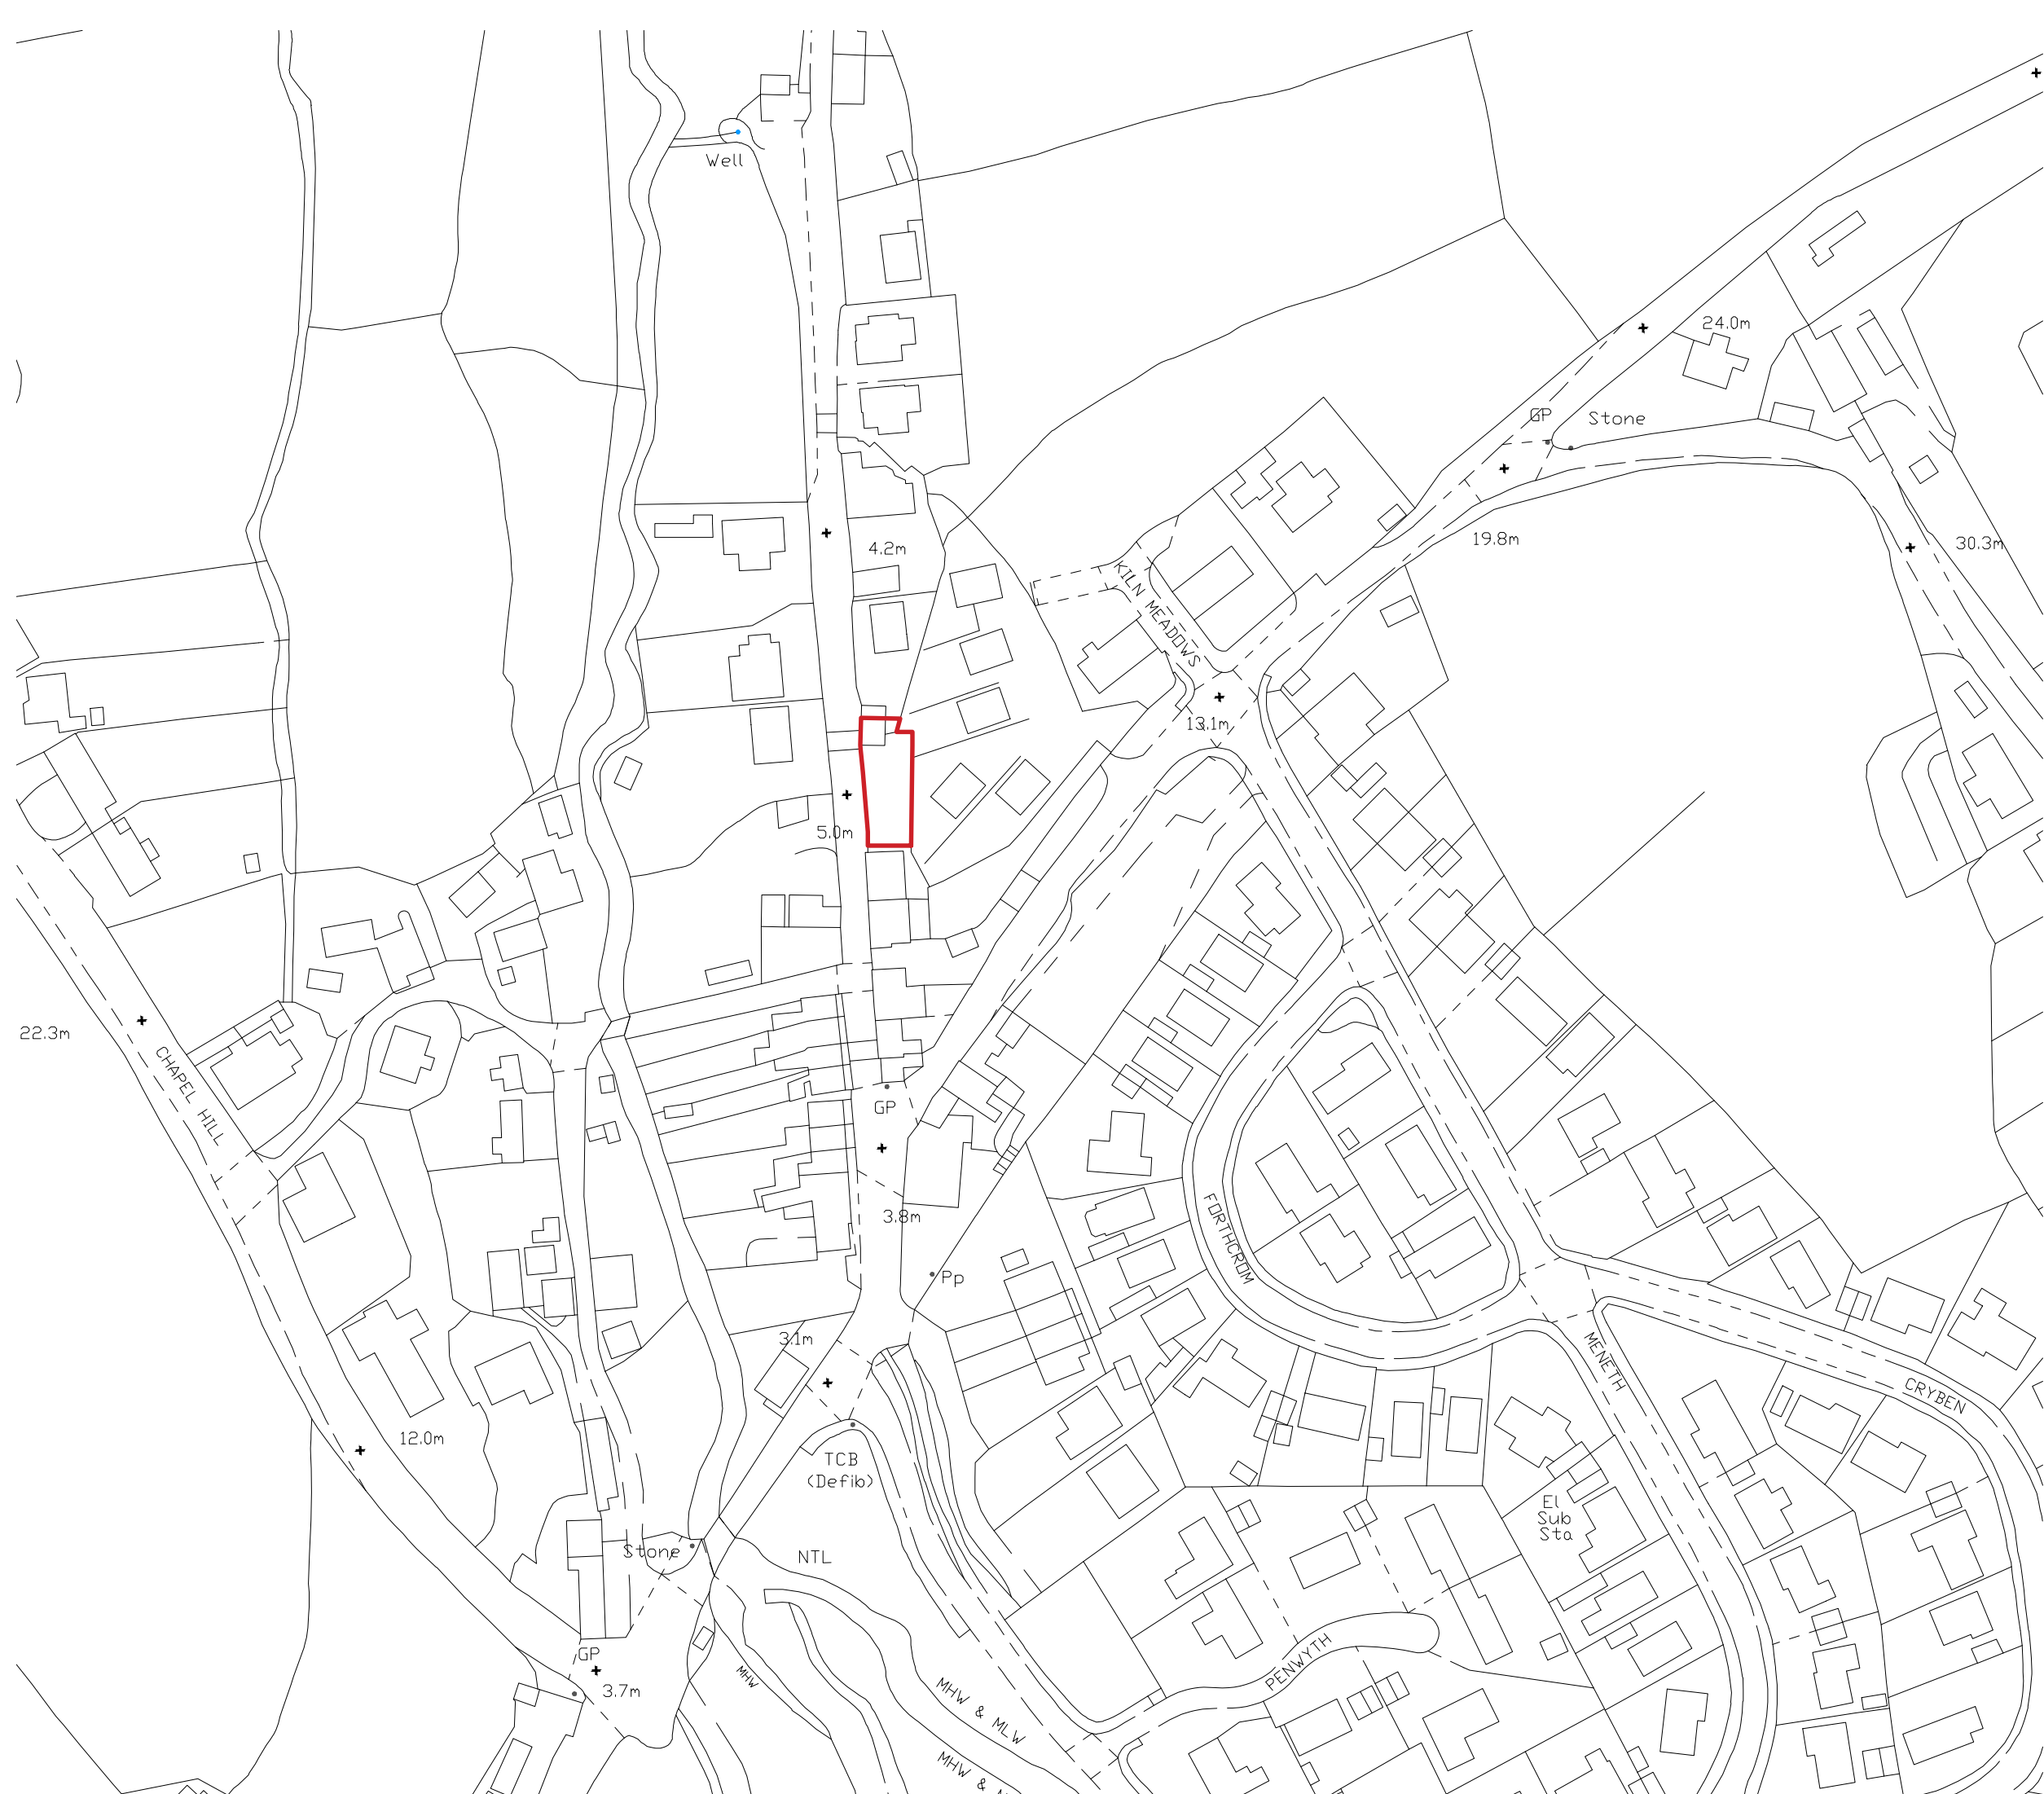 Well
24.0m
GP
Stone
19.8m
30.3m
4.2m
KILN MEADOWS
13.1m
5.0m
22.3m
CHAPEL HILL
GP
3.8m
FORTHCROM
Pp
3.1m
MENETH
CRYBEN
12.0m
TCB
(Defib)
El
Sub
Sta
Stone
NTL
GP
3.7m
MHW
PENWYTH
MHW & MLW
MHW &